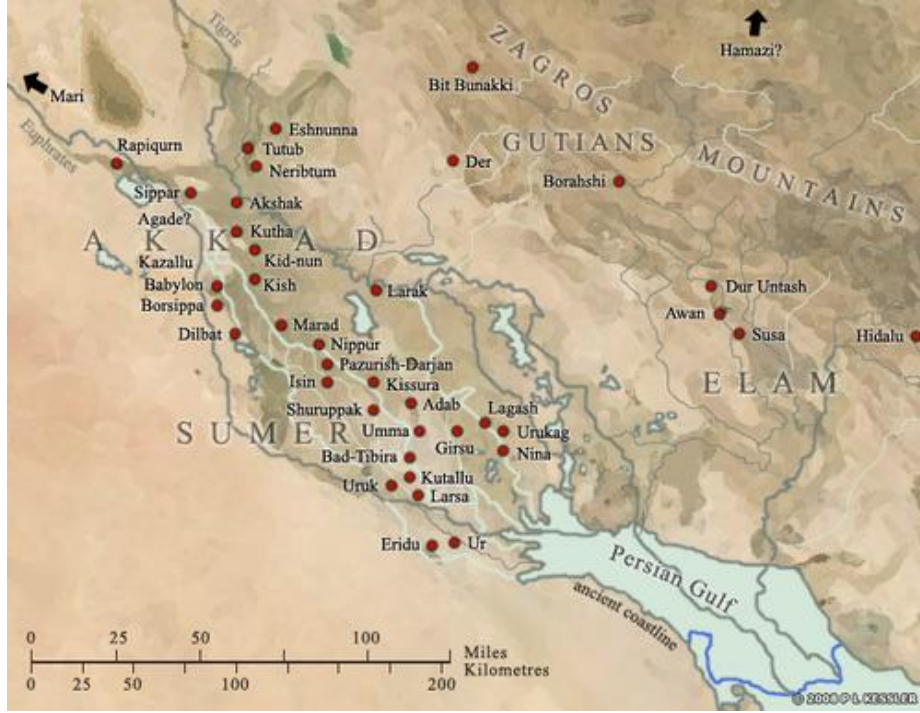 Tigris
ZAGROS
Hamazi?
Bit Bunakki
Mari
Euphrates
Eshnunna
Rapiqum
Tutub
GUTIANS
MOUNTAINS
Der
Neribtum
Borahshi
Sippar
Akshak
Agade?
Kutha
AKKAD
Kazallu
Kid-nun
Babylon
Kish
Larak
Dur Untash
Borsippa
Awan
Marad
Dilbat
Susa
Hidalu
Nippur
Pazurish-Darjan
Isin
Kissura
ELAM
Shuruppak
Adab
Lagash
SUMER
Umma
Urukag
Girsu
Bad-Tibira
Nina
Kutallu
Uruk
Larsa
Eridu
Ur
Persian Gulf
ancient coastline
0 25 50 100
Miles
Kilometres
0 25 50 100 200
© 2008 P L KESSLER